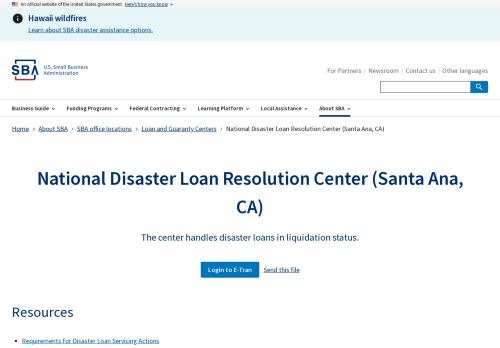 An official website of the United States government Here's how you know
Hawaii wildfires
Learn about SBA disaster assistance options.
SBA
U.S. Small Business
Administration
For Partners Newsroom Contact us Other languages
Business Guide Funding Programs Federal Contracting Learning Platform Local Assistance About SBA
Home > About SBA > SBA office locations > Loan and Guaranty Centers > National Disaster Loan Resolution Center (Santa Ana, CA)
National Disaster Loan Resolution Center (Santa Ana,
CA)
The center handles disaster loans in liquidation status.
Login to E-Tran Send this file
Resources
Requirements for Disaster Loan Servicing Actions